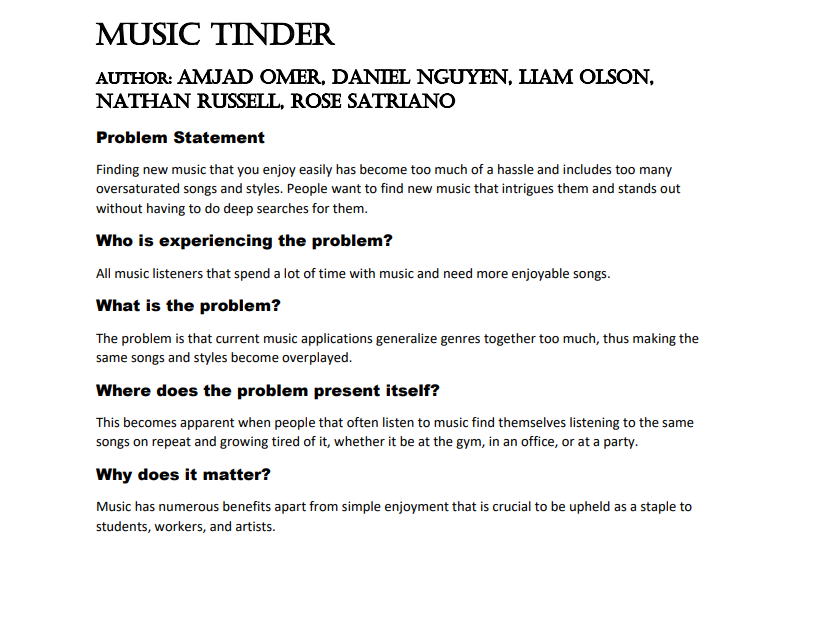 MUSIC TINDER
AUTHOR: AMJAD OMER, DANIEL NGUYEN, LIAM OLSON,
NATHAN RUSSELL, ROSE SATRIANO
Problem Statement
Finding new music that you enjoy easily has become too much of a hassle and includes too many
oversaturated songs and styles. People want to find new music that intrigues them and stands out
without having to do deep searches for them.
Who is experiencing the problem?
All music listeners that spend a lot of time with music and need more enjoyable songs.
What is the problem?
The problem is that current music applications generalize genres together too much, thus making the
same songs and styles become overplayed.
Where does the problem present itself?
This becomes apparent when people that often listen to music find themselves listening to the same
songs on repeat and growing tired of it, whether it be at the gym, in an office, or at a party.
Why does it matter?
Music has numerous benefits apart from simple enjoyment that is crucial to be upheld as a staple to
students, workers, and artists.